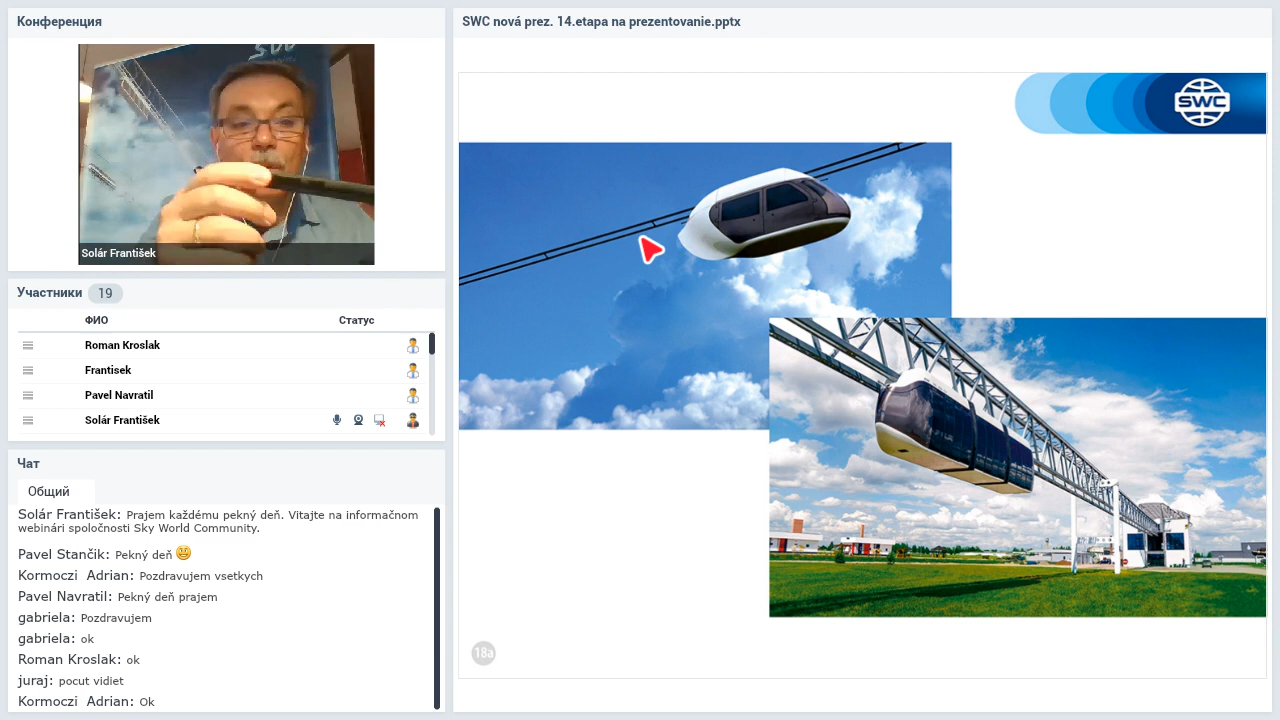 Конференция
Solár František
Участники 19
ФИО Статус
Roman Kroslak
Frantisek
Pavel Navratil
Solár František
Чат
Общий
Solár František: Prajem každému pekný deň. Vitajte na informačnom
webinári spoločnosti Sky World Community.
Pavel Stančik: Pekný deň
Kormoczi Adrian: Pozdravujem vsetkych
Pavel Navratil: Pekný deň prajem
gabriela: Pozdravujem
gabriela: ok
Roman Kroslak: ok
juraj: pocut vidiet
Kormoczi Adrian: Ok
SWC nová prez. 14.etapa na prezentovanie.pptx
SWC
18a